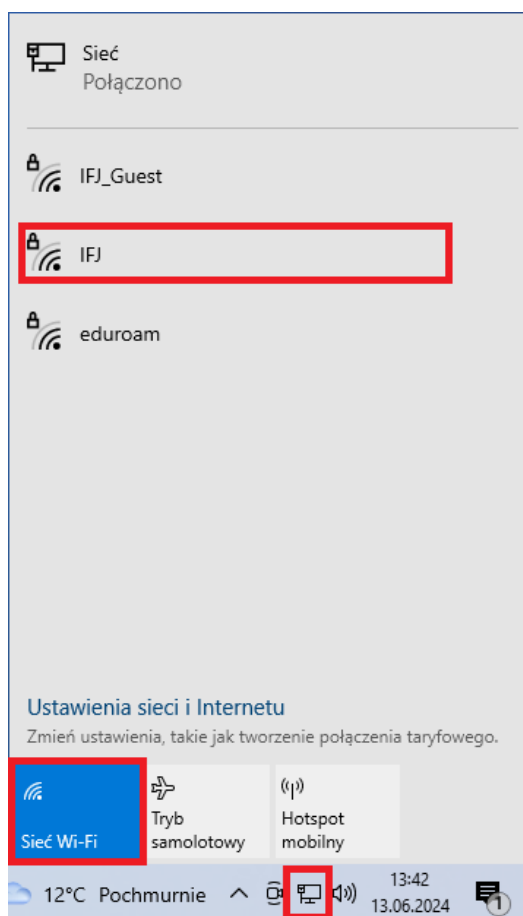 Sieć
Połączono
IFJ_Guest
IFJ
eduroam
Ustawienia sieci i Internetu
Zmień ustawienia, takie jak tworzenie połączenia taryfowego.
Sieć Wi-Fi
Tryb
samolotowy
Hotspot
mobilny
12°C Pochmurnie
13:42
13.06.2024
1